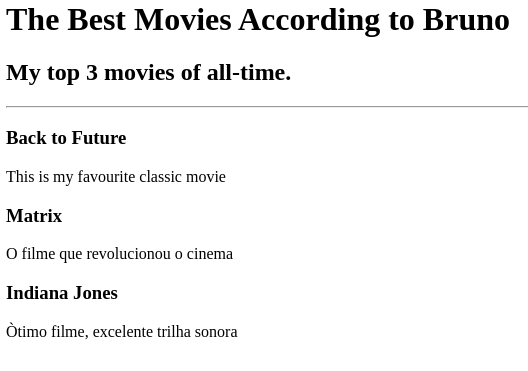 The Best Movies According to Bruno
My top 3 movies of all-time.
Back to Future
This is my favourite classic movie
Matrix
O filme que revolucionou o cinema
Indiana Jones
Òtimo filme, excelente trilha sonora